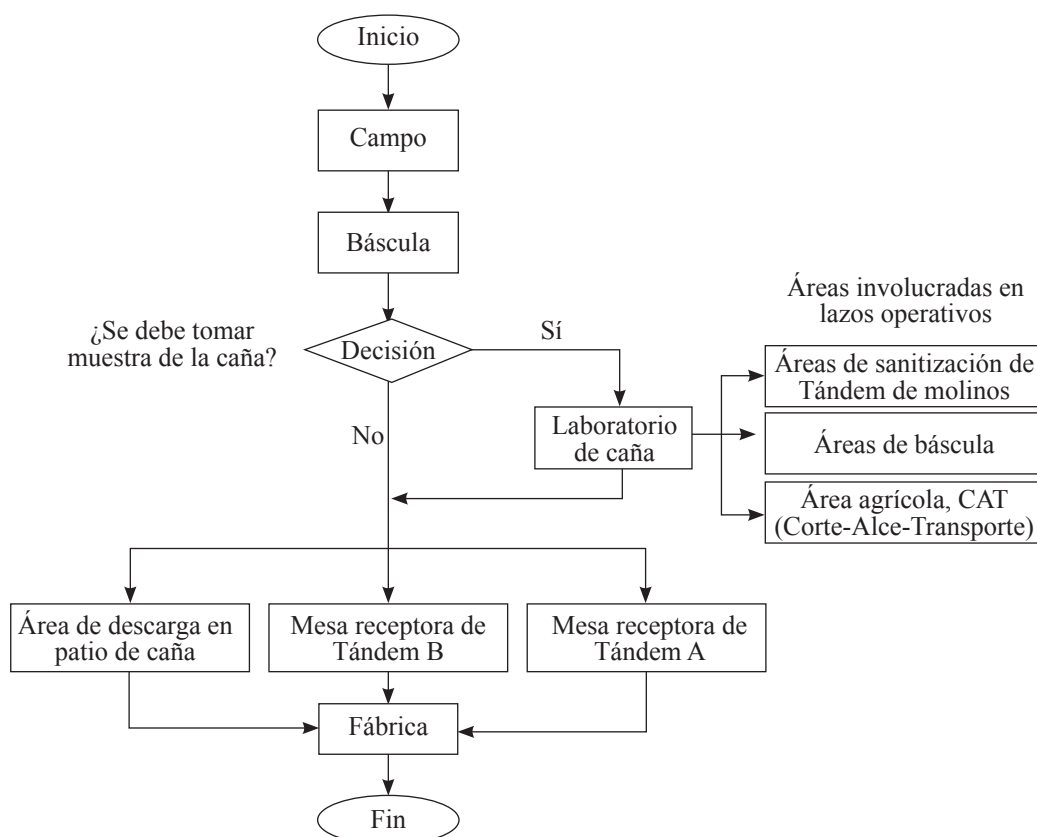 Inicio
Campo
Báscula
¿Se debe tomar
muestra de la caña?
Decisión
Sí
No
Laboratorio
de caña
Áreas involucradas en
lazos operativos
Áreas de sanitización de
Tándem de molinos
Áreas de báscula
Área agrícola, CAT
(Corte-Alce-Transporte)
Área de descarga en
patio de caña
Mesa receptora de
Tándem B
Mesa receptora de
Tándem A
Fábrica
Fin